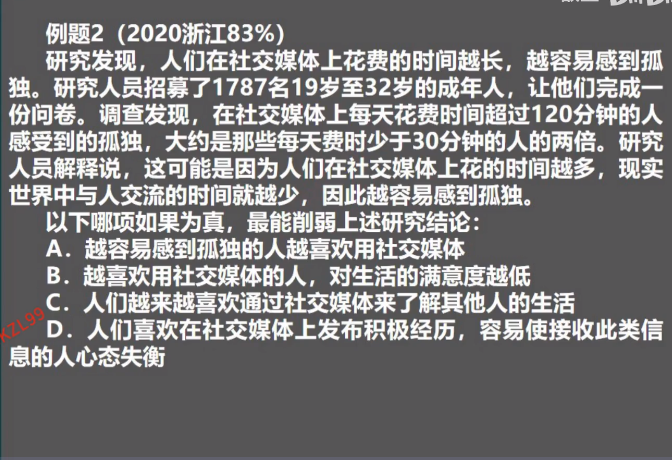 例题2（2020浙江83%）
研究发现，人们在社交媒体上花费的时间越长，越容易感到孤
独。研究人员招募了1787名19岁至32岁的成年人，让他们完成一
份问卷。调查发现，在社交媒体上每天花费时间超过120分钟的人
感受到的孤独，大约是那些每天费时少于30分钟的人的两倍。研究
人员解释说，这可能是因为人们在社交媒体上花的时间越多，现实
世界中与人交流的时间就越少，因此越容易感到孤独。
以下哪项如果为真，最能削弱上述研究结论：
A．越容易感到孤独的人越喜欢用社交媒体
B．越喜欢用社交媒体的人，对生活的满意度越低
C．人们越来越喜欢通过社交媒体来了解其他人的生活
D．人们喜欢在社交媒体上发布积极经历，容易使接收此类信
息的人心态失衡
KZL99